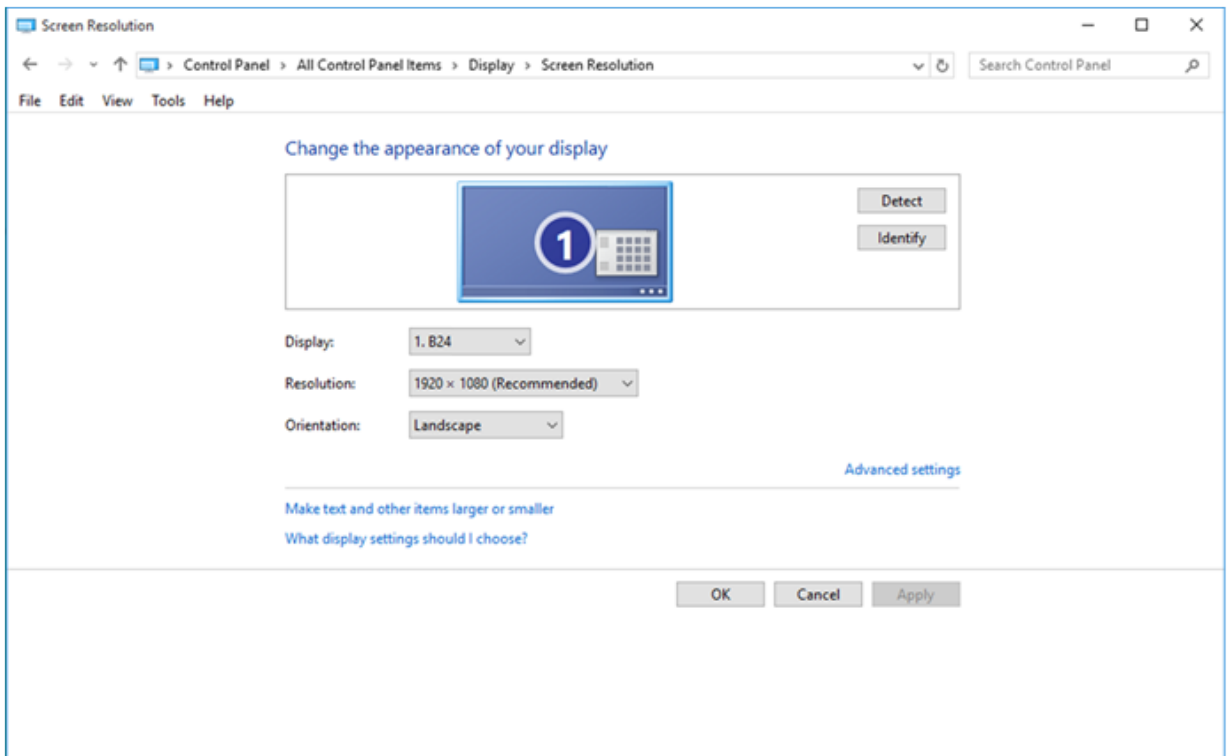 Screen Resolution
Control Panel > All Control Panel Items > Display > Screen Resolution
Search Control Panel
File Edit View Tools Help
Change the appearance of your display
1
Detect
Identify
Display: 1. B24
Resolution: 1920 × 1080 (Recommended)
Orientation: Landscape
Advanced settings
Make text and other items larger or smaller
What display settings should I choose?
OK Cancel Apply